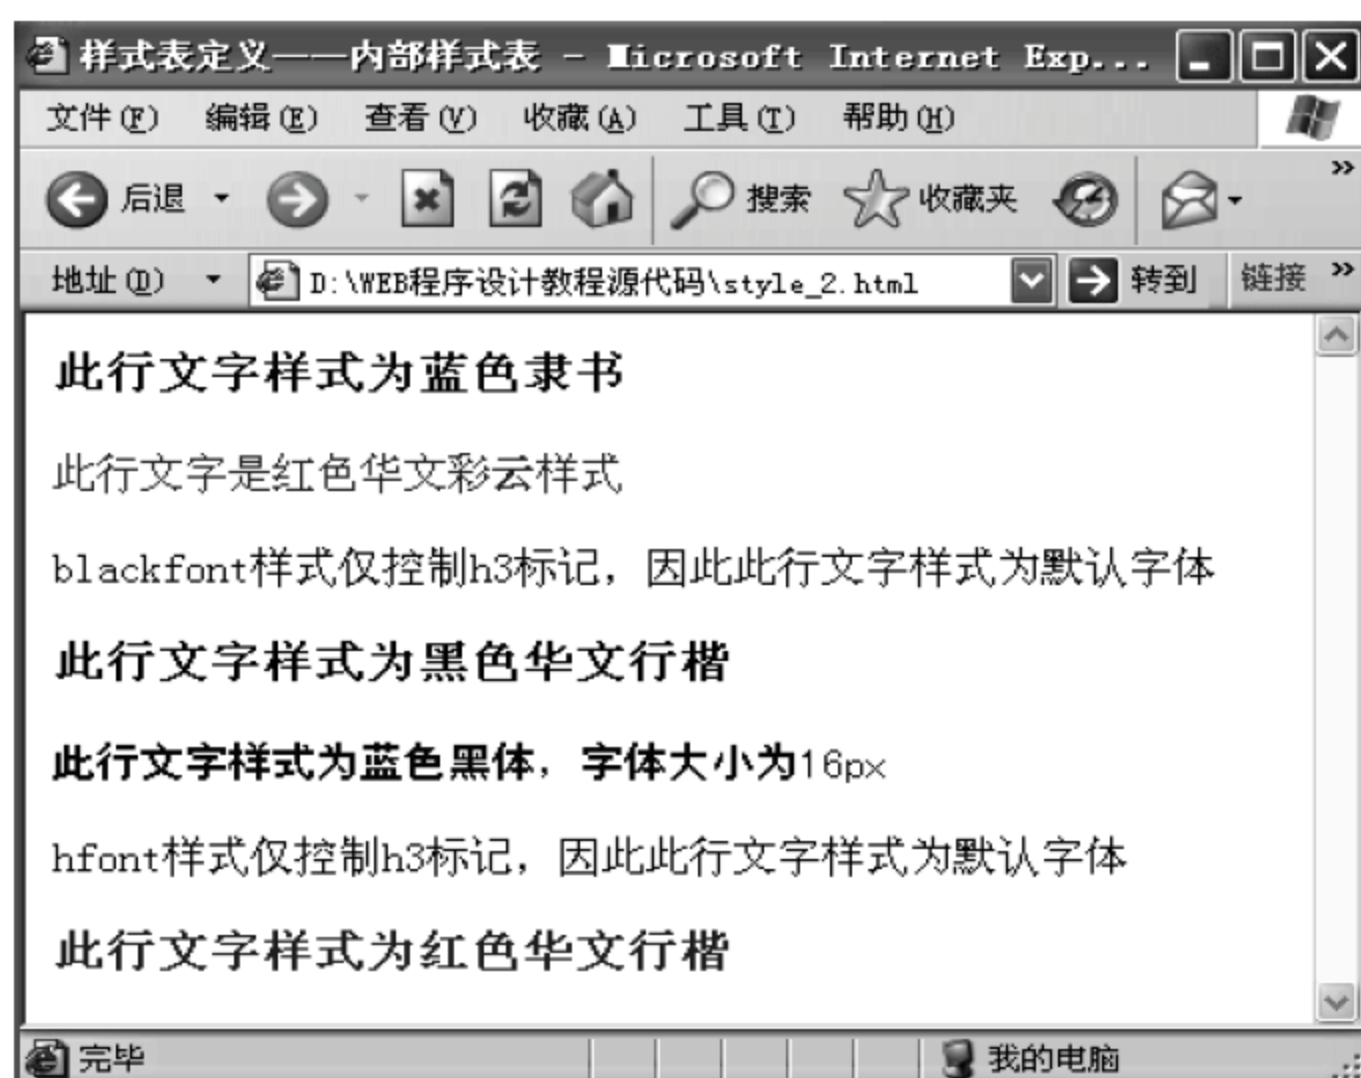 样式表定义——内部样式表 - Microsoft Internet Exp...
文件(F) 编辑(E) 查看(V) 收藏(A) 工具(T) 帮助(H)
后退 搜索 收藏夹
地址(D) D:\WEB程序设计教程源代码\style_2.html 转到 链接
此行文字样式为蓝色隶书
此行文字是红色华文彩云样式
blackfont样式仅控制h3标记，因此此行文字样式为默认字体
此行文字样式为黑色华文行楷
此行文字样式为蓝色黑体，字体大小为16px
hfont样式仅控制h3标记，因此此行文字样式为默认字体
此行文字样式为红色华文行楷
完毕 我的电脑